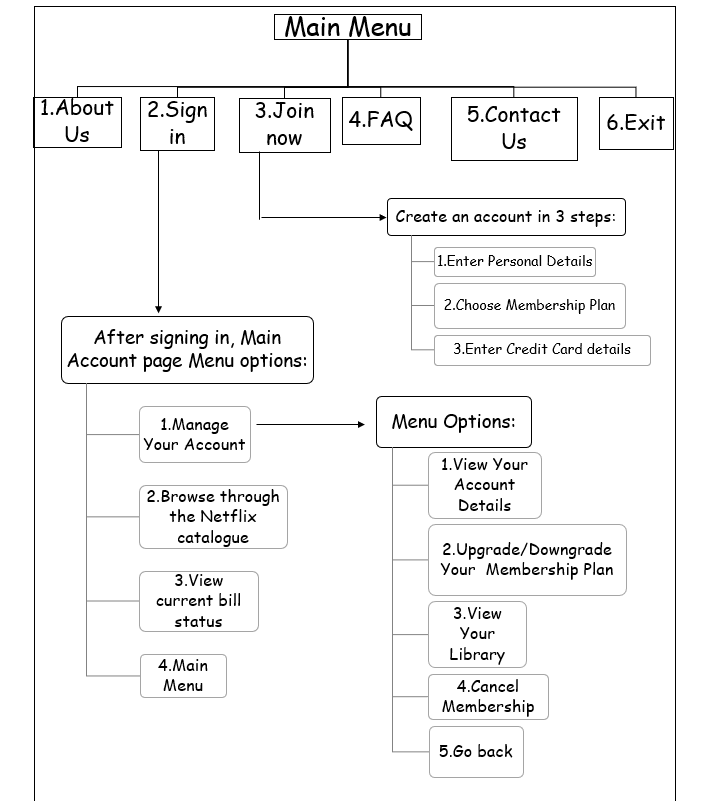 Main Menu
1.About
Us
2.Sign
in
3.Join
now
4.FAQ
5.Contact
Us
6.Exit
Create an account in 3 steps:
1.Enter Personal Details
2.Choose Membership Plan
3.Enter Credit Card details
After signing in, Main
Account page Menu options:
1.Manage
Your Account
2.Browse through
the Netflix
catalogue
3.View
current bill
status
4.Main
Menu
Menu Options:
1.View Your
Account
Details
2.Upgrade/Downgrade
Your Membership Plan
3.View
Your
Library
4.Cancel
Membership
5.Go back